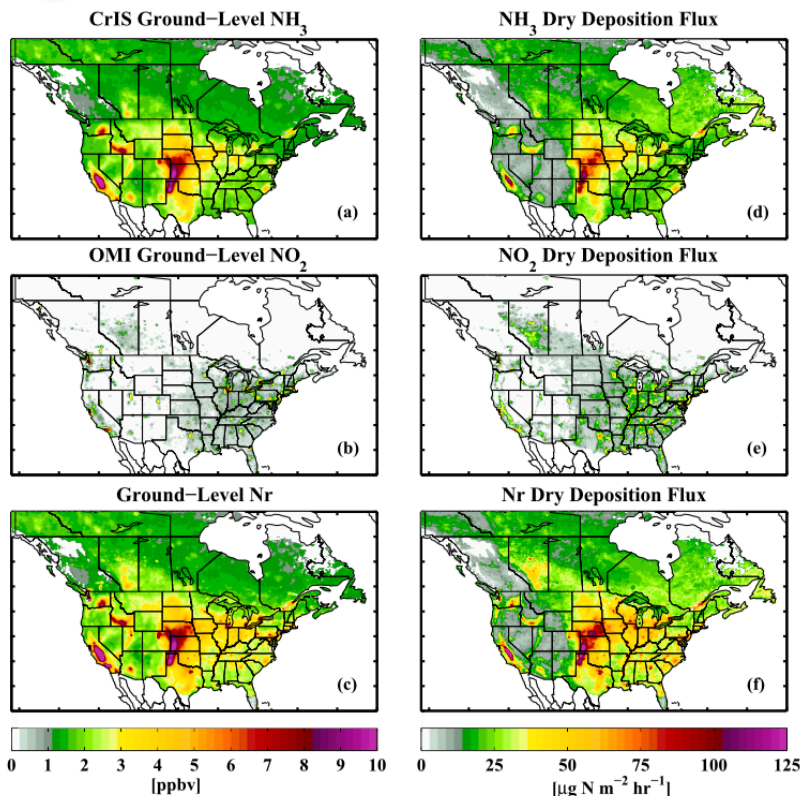 CrIS Ground−Level NH3
NH3 Dry Deposition Flux
(a)
(d)
OMI Ground−Level NO2
NO2 Dry Deposition Flux
(b)
(e)
Ground−Level Nr
Nr Dry Deposition Flux
(c)
(f)
0 1 2 3 4 5 6 7 8 9 10
[ppbv]
0 25 50 75 100 125
[µg N m−2 hr−1]